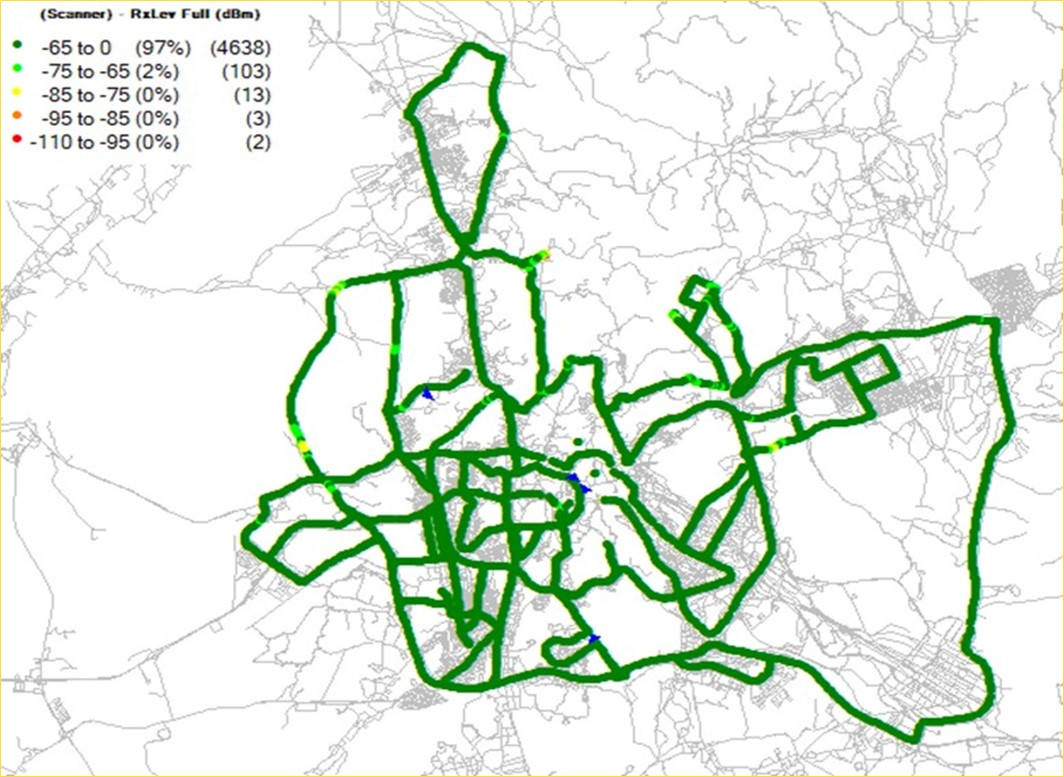 (Scanner) - RxLev Full (dBm)
-65 to 0 (97%) (4638)
-75 to -65 (2%) (103)
-85 to -75 (0%) (13)
-95 to -85 (0%) (3)
-110 to -95 (0%) (2)